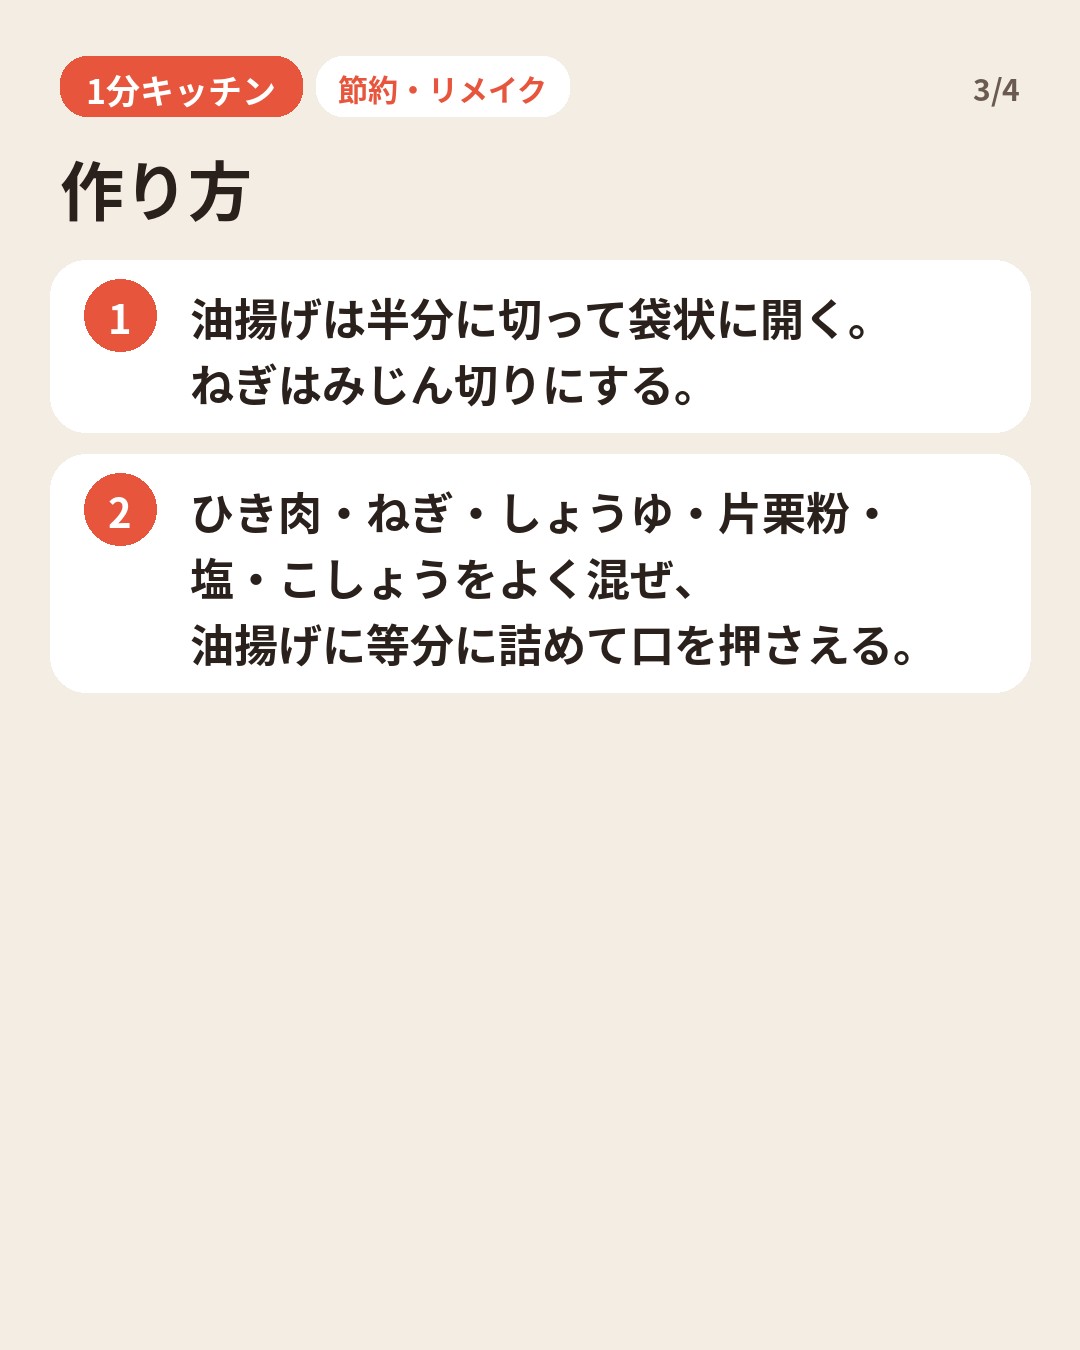 1分キッチン
節約・リメイク
3/4
作り方
1
油揚げは半分に切って袋状に開く。
ねぎはみじん切りにする。
2
ひき肉・ねぎ・しょうゆ・片栗粉・
塩・こしょうをよく混ぜ、
油揚げに等分に詰めて口を押さえる。